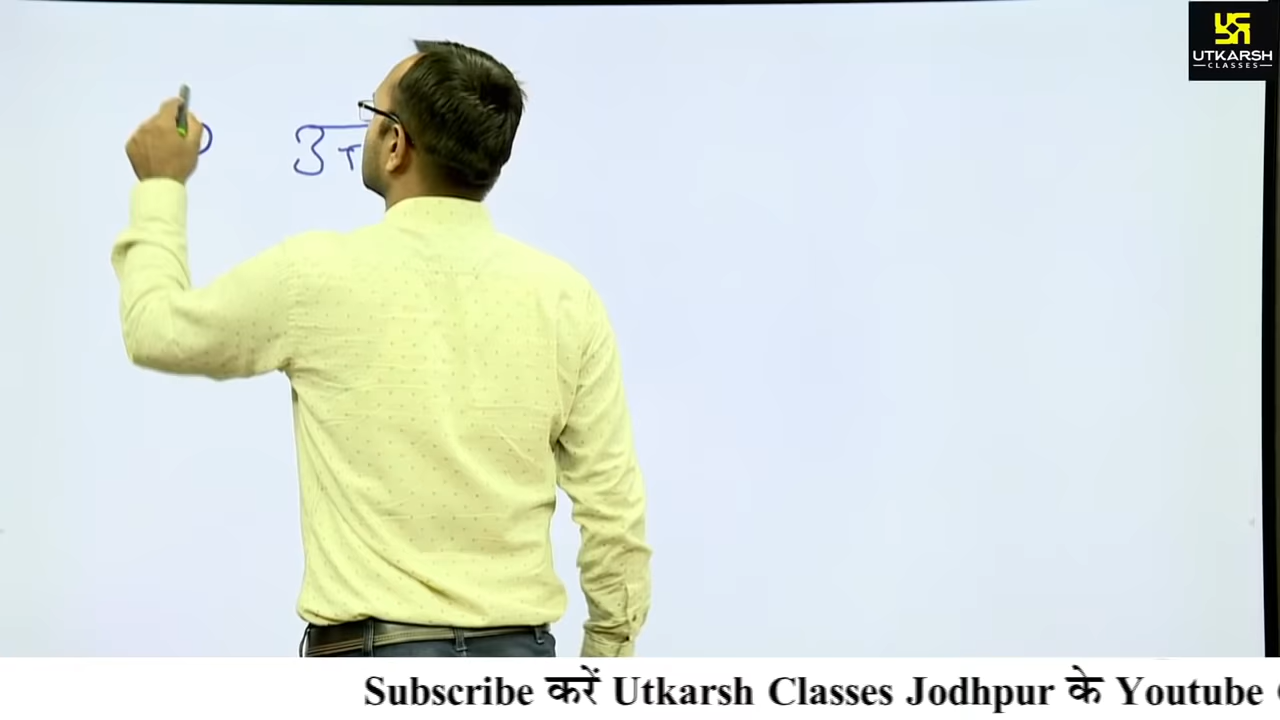 UTKARSH
CLASSES
Subscribe करें Utkarsh Classes Jodhpur के Youtube